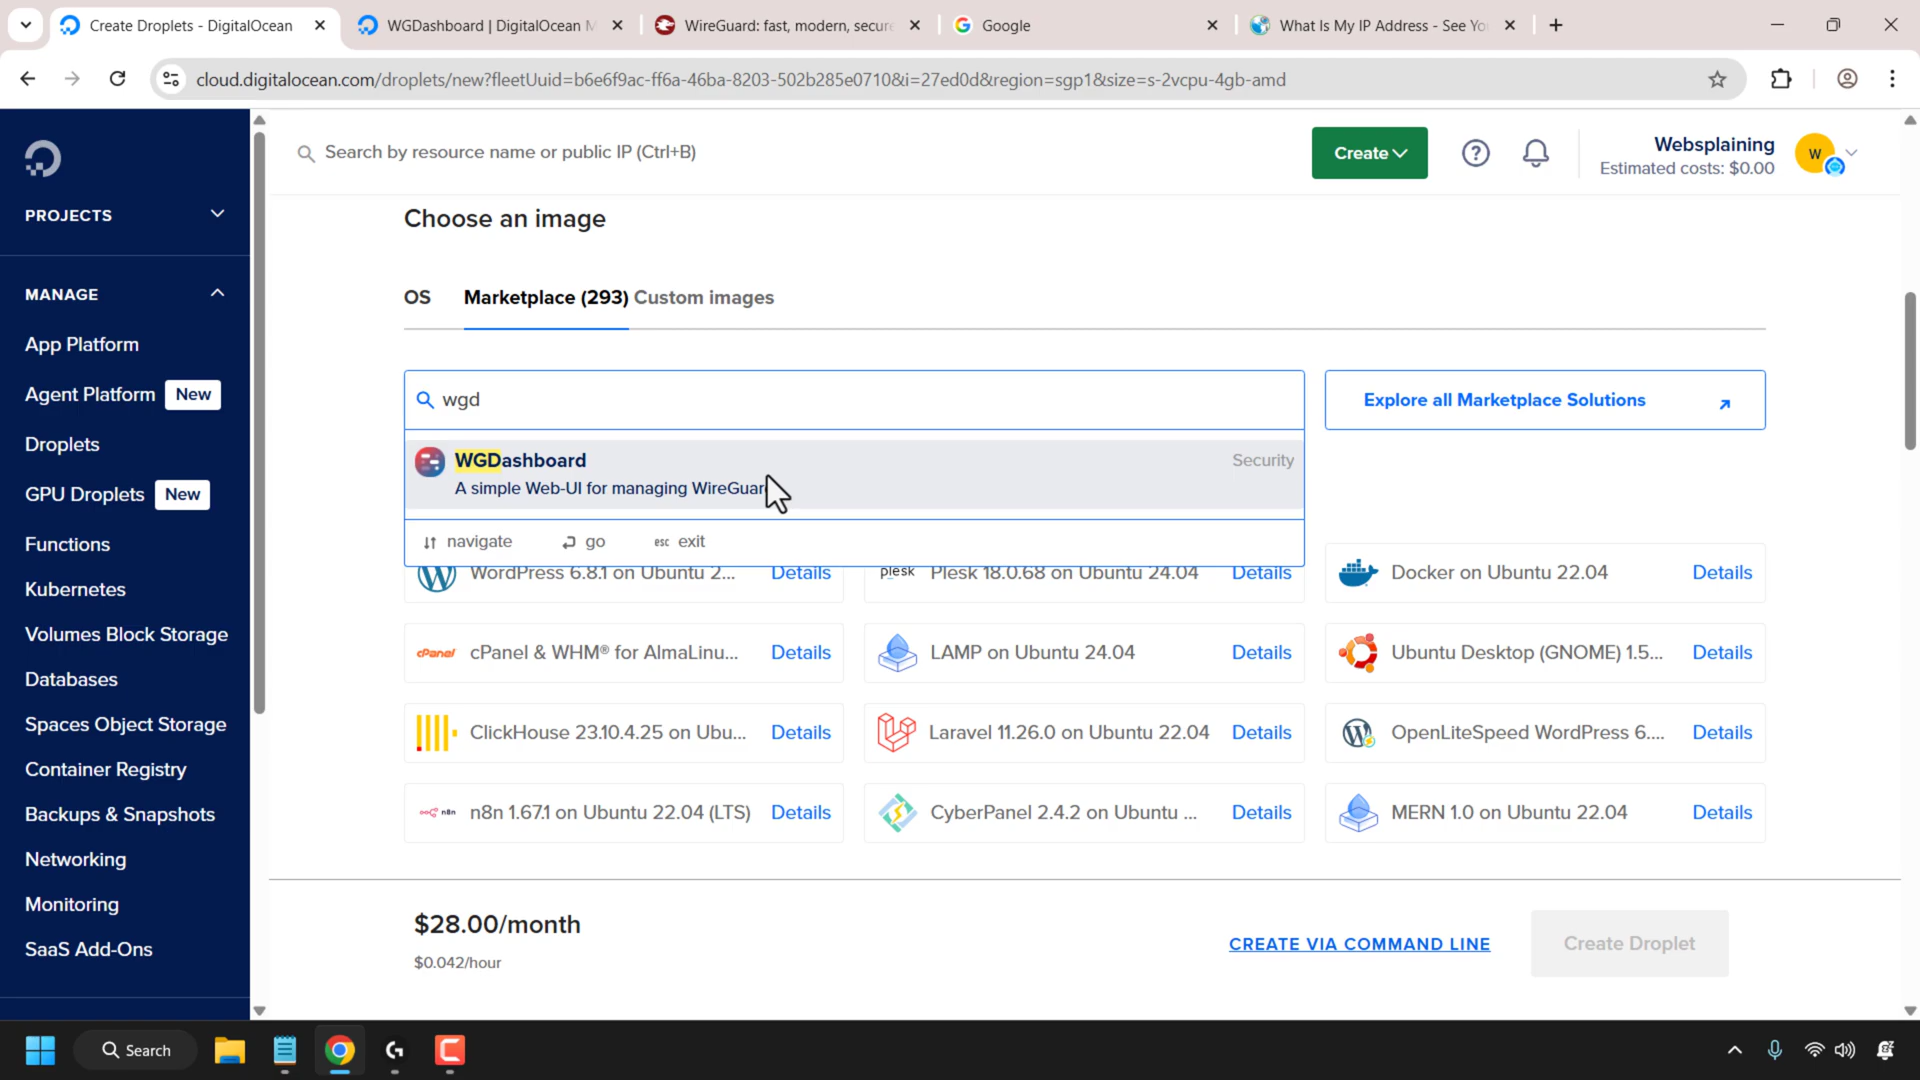 Create Droplets - DigitalOcean
WGDashboard | DigitalOcean M
WireGuard: fast, modern, secure
Google
What Is My IP Address - See Yo
cloud.digitalocean.com/droplets/new?fleetUuid=b6e6f9ac-ff6a-46ba-8203-502b285e0710&i=27ed0d&region=sgp1&size=s-2vcpu-4gb-amd
Search by resource name or public IP (Ctrl+B)
Create
Websplaining
Estimated costs: $0.00
W
PROJECTS
MANAGE
App Platform
Agent Platform New
Droplets
GPU Droplets New
Functions
Kubernetes
Volumes Block Storage
Databases
Spaces Object Storage
Container Registry
Backups & Snapshots
Networking
Monitoring
SaaS Add-Ons
Choose an image
OS
Marketplace (293)
Custom images
wgd
Explore all Marketplace Solutions
WGDashboard
Security
A simple Web-UI for managing WireGuar
navigate
go
esc exit
WordPress 6.8.1 on Ubuntu 2... Details
plesk Plesk 18.0.68 on Ubuntu 24.04 Details
Docker on Ubuntu 22.04 Details
cPanel cPanel & WHM® for AlmaLinu... Details
LAMP on Ubuntu 24.04 Details
Ubuntu Desktop (GNOME) 1.5... Details
ClickHouse 23.10.4.25 on Ubu... Details
Laravel 11.26.0 on Ubuntu 22.04 Details
OpenLiteSpeed WordPress 6.... Details
n8n n8n 1.67.1 on Ubuntu 22.04 (LTS) Details
CyberPanel 2.4.2 on Ubuntu ... Details
MERN 1.0 on Ubuntu 22.04 Details
$28.00/month
$0.042/hour
CREATE VIA COMMAND LINE
Create Droplet
Search